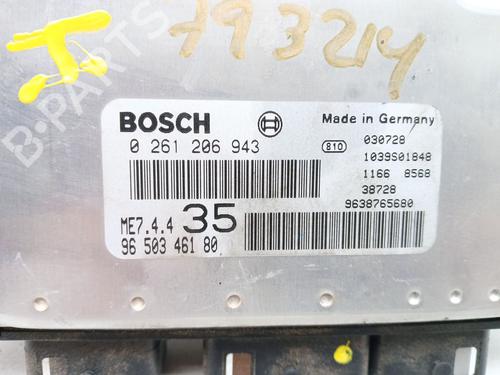 T 793214
B-PARTS
BOSCH
Made in Germany
0 261 206 943
810
030728
1039S01848
1166 8568
38728
9638765680
ME7.4.4 35
96 503 461 80